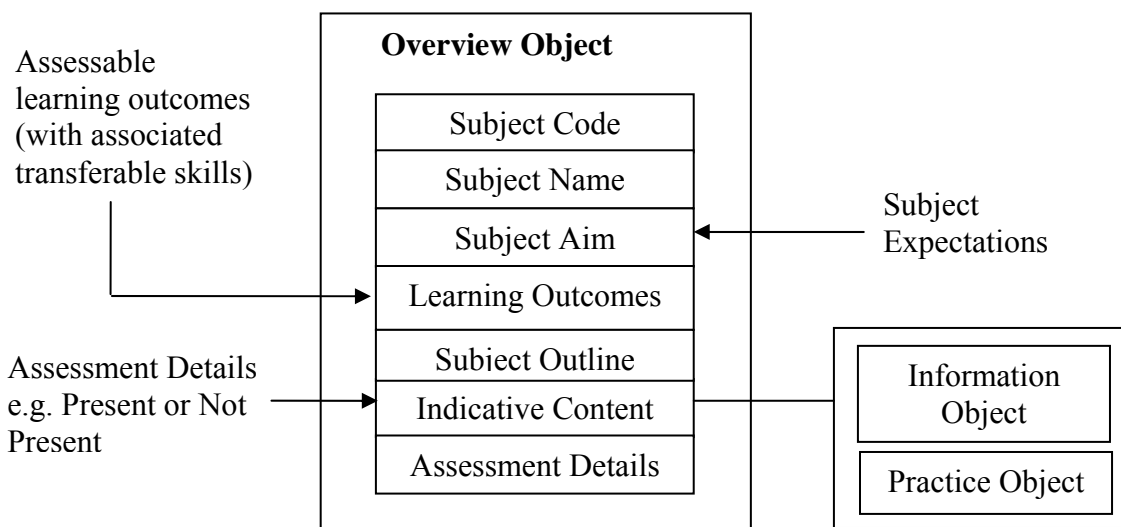 Overview Object
Assessable
learning outcomes
(with associated
transferable skills)
Subject Code
Subject Name
Subject Aim
Learning Outcomes
Subject Outline
Indicative Content
Assessment Details
Subject
Expectations
Assessment Details
e.g. Present or Not
Present
Information
Object
Practice Object